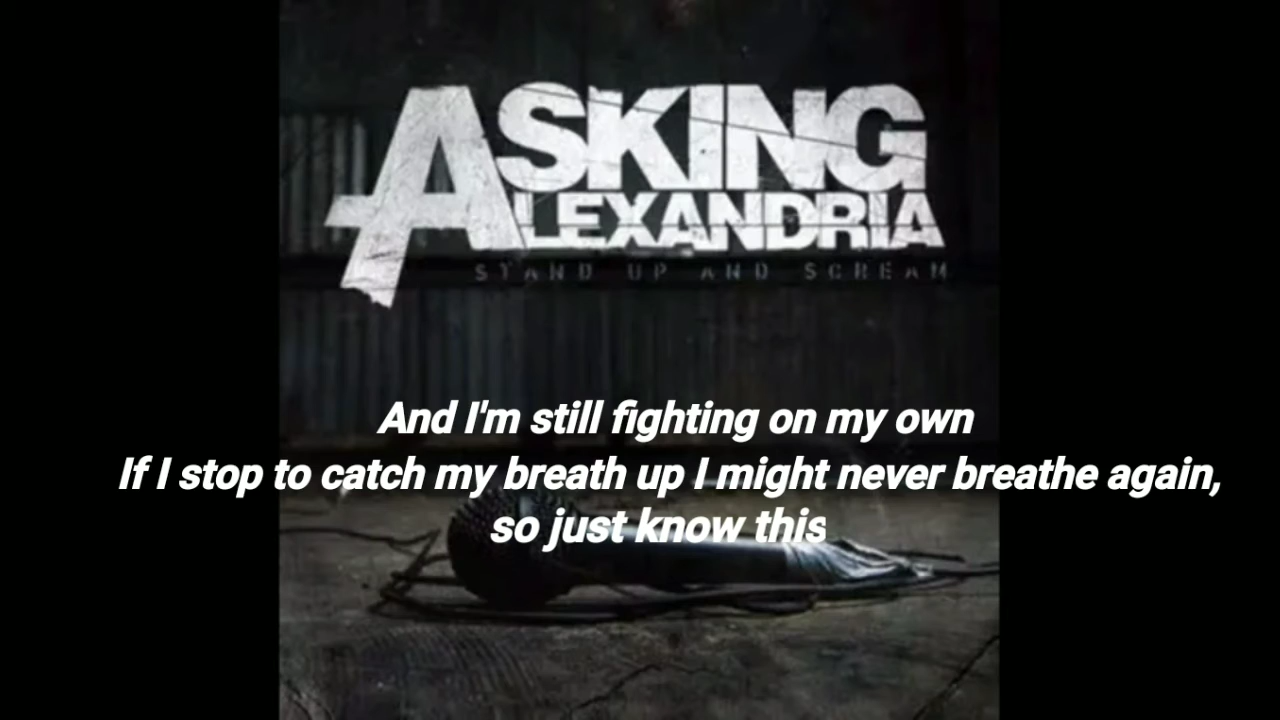 ASKING
ALEXANDRIA
STAND UP AND SCREAM
And I'm still fighting on my own
If I stop to catch my breath up I might never breathe again,
so just know this